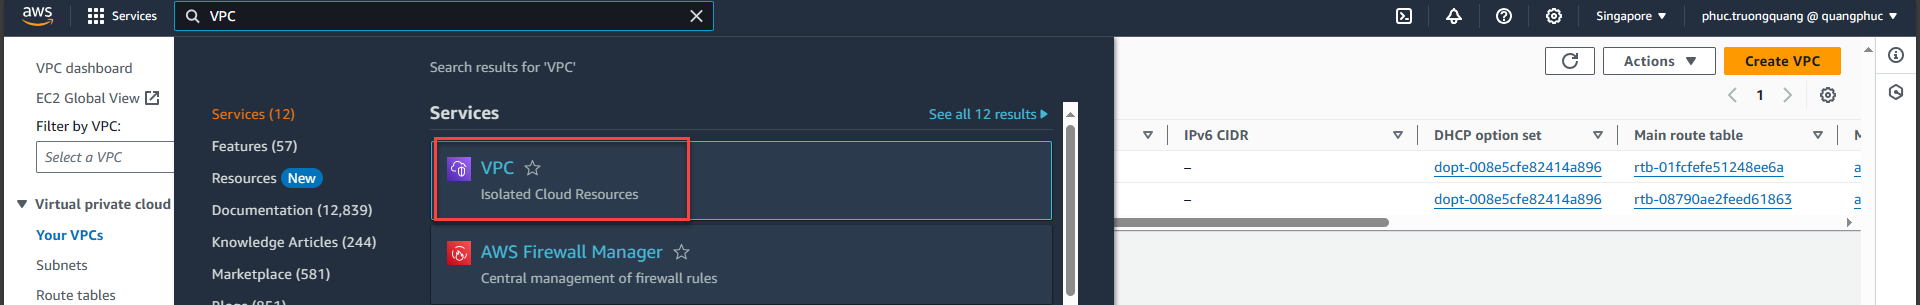 aws
Services
VPC
Singapore
phuc.truongquang @ quangphuc
VPC dashboard
EC2 Global View
Filter by VPC:
Select a VPC
Virtual private cloud
Your VPCs
Subnets
Route tables
Search results for 'VPC'
Services (12)
Features (57)
Resources New
Documentation (12,839)
Knowledge Articles (244)
Marketplace (581)
Blogs (851)
Services
See all 12 results
VPC
Isolated Cloud Resources
AWS Firewall Manager
Central management of firewall rules
Actions
Create VPC
1
IPv6 CIDR DHCP option set Main route table M
– dopt-008e5cfe82414a896 rtb-01fcfefe51248ee6a a
– dopt-008e5cfe82414a896 rtb-08790ae2feed61863 a